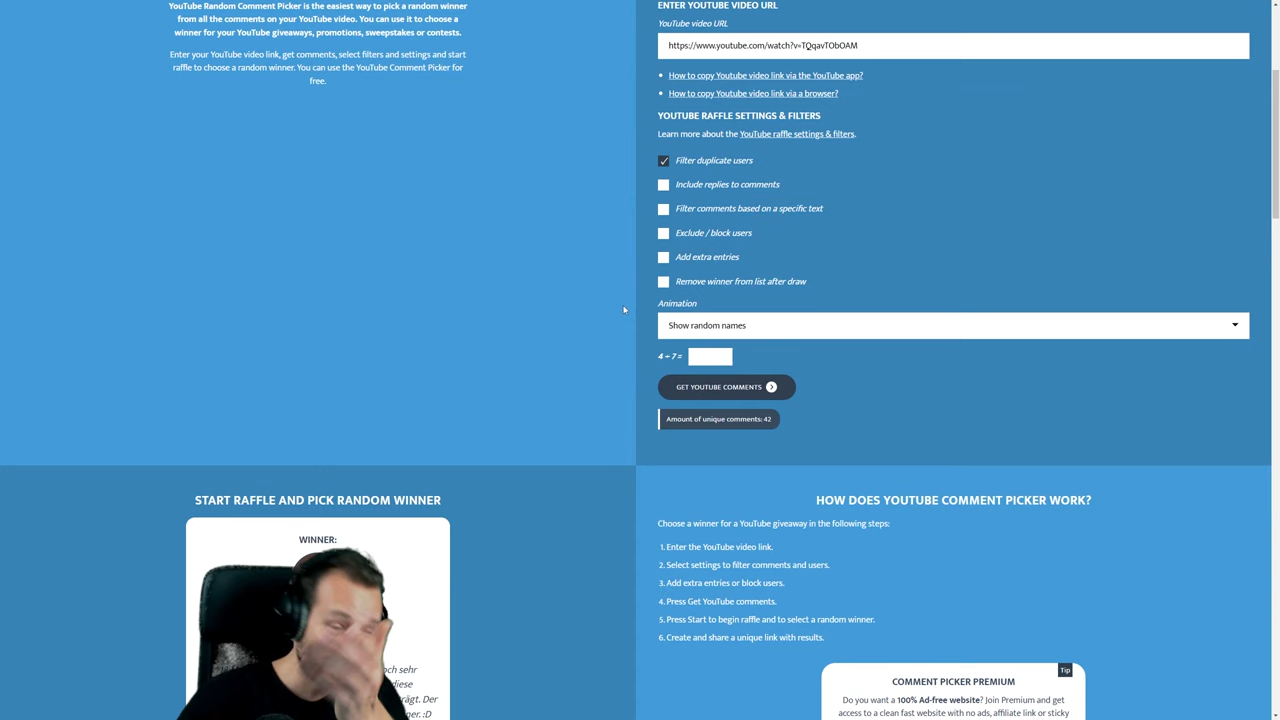 YouTube Random Comment Picker is the easiest way to pick a random winner
from all the comments on your YouTube video. You can use it to choose a
winner for your YouTube giveaways, promotions, sweepstakes or contests.
Enter your YouTube video link, get comments, select filters and settings and start
raffle to choose a random winner. You can use the YouTube Comment Picker for
free.
ENTER YOUTUBE VIDEO URL
YouTube video URL
https://www.youtube.com/watch?v=TQqavTObOAM
How to copy Youtube video link via the YouTube app?
How to copy Youtube video link via a browser?
YOUTUBE RAFFLE SETTINGS & FILTERS
Learn more about the YouTube raffle settings & filters.
Filter duplicate users
Include replies to comments
Filter comments based on a specific text
Exclude / block users
Add extra entries
Remove winner from list after draw
Animation
Show random names
4 + 7 =
GET YOUTUBE COMMENTS
Amount of unique comments: 42
START RAFFLE AND PICK RANDOM WINNER
WINNER:
och sehr
diese
rägt. Der
ner. :D
HOW DOES YOUTUBE COMMENT PICKER WORK?
Choose a winner for a YouTube giveaway in the following steps:
1. Enter the YouTube video link.
2. Select settings to filter comments and users.
3. Add extra entries or block users.
4. Press Get YouTube comments.
5. Press Start to begin raffle and to select a random winner.
6. Create and share a unique link with results.
Tip
COMMENT PICKER PREMIUM
Do you want a 100% Ad-free website? Join Premium and get
access to a clean fast website with no ads, affiliate link or sticky